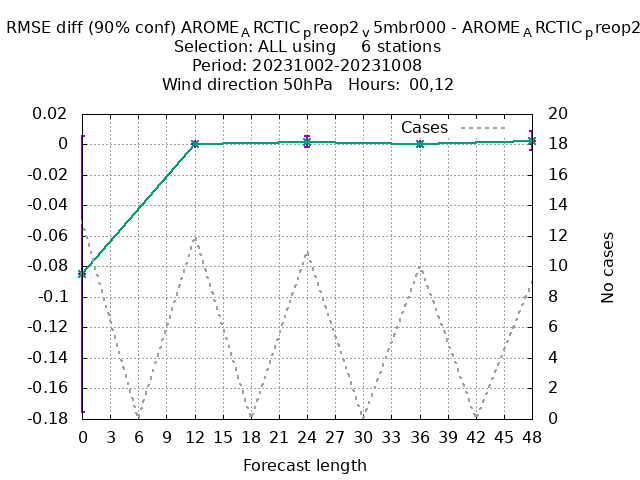 RMSE diff (90% conf) AROME_ARCTIC_preop2_v5mbr000 - AROME_ARCTIC_preop2
Selection: ALL using 6 stations
Period: 20231002-20231008
Wind direction 50hPa Hours: 00,12
Cases
0.02
0
-0.02
-0.04
-0.06
-0.08
-0.1
-0.12
-0.14
-0.16
-0.18
20
18
16
14
12
10
8
6
4
2
0
No cases
0 3 6 9 12 15 18 21 24 27 30 33 36 39 42 45 48
Forecast length